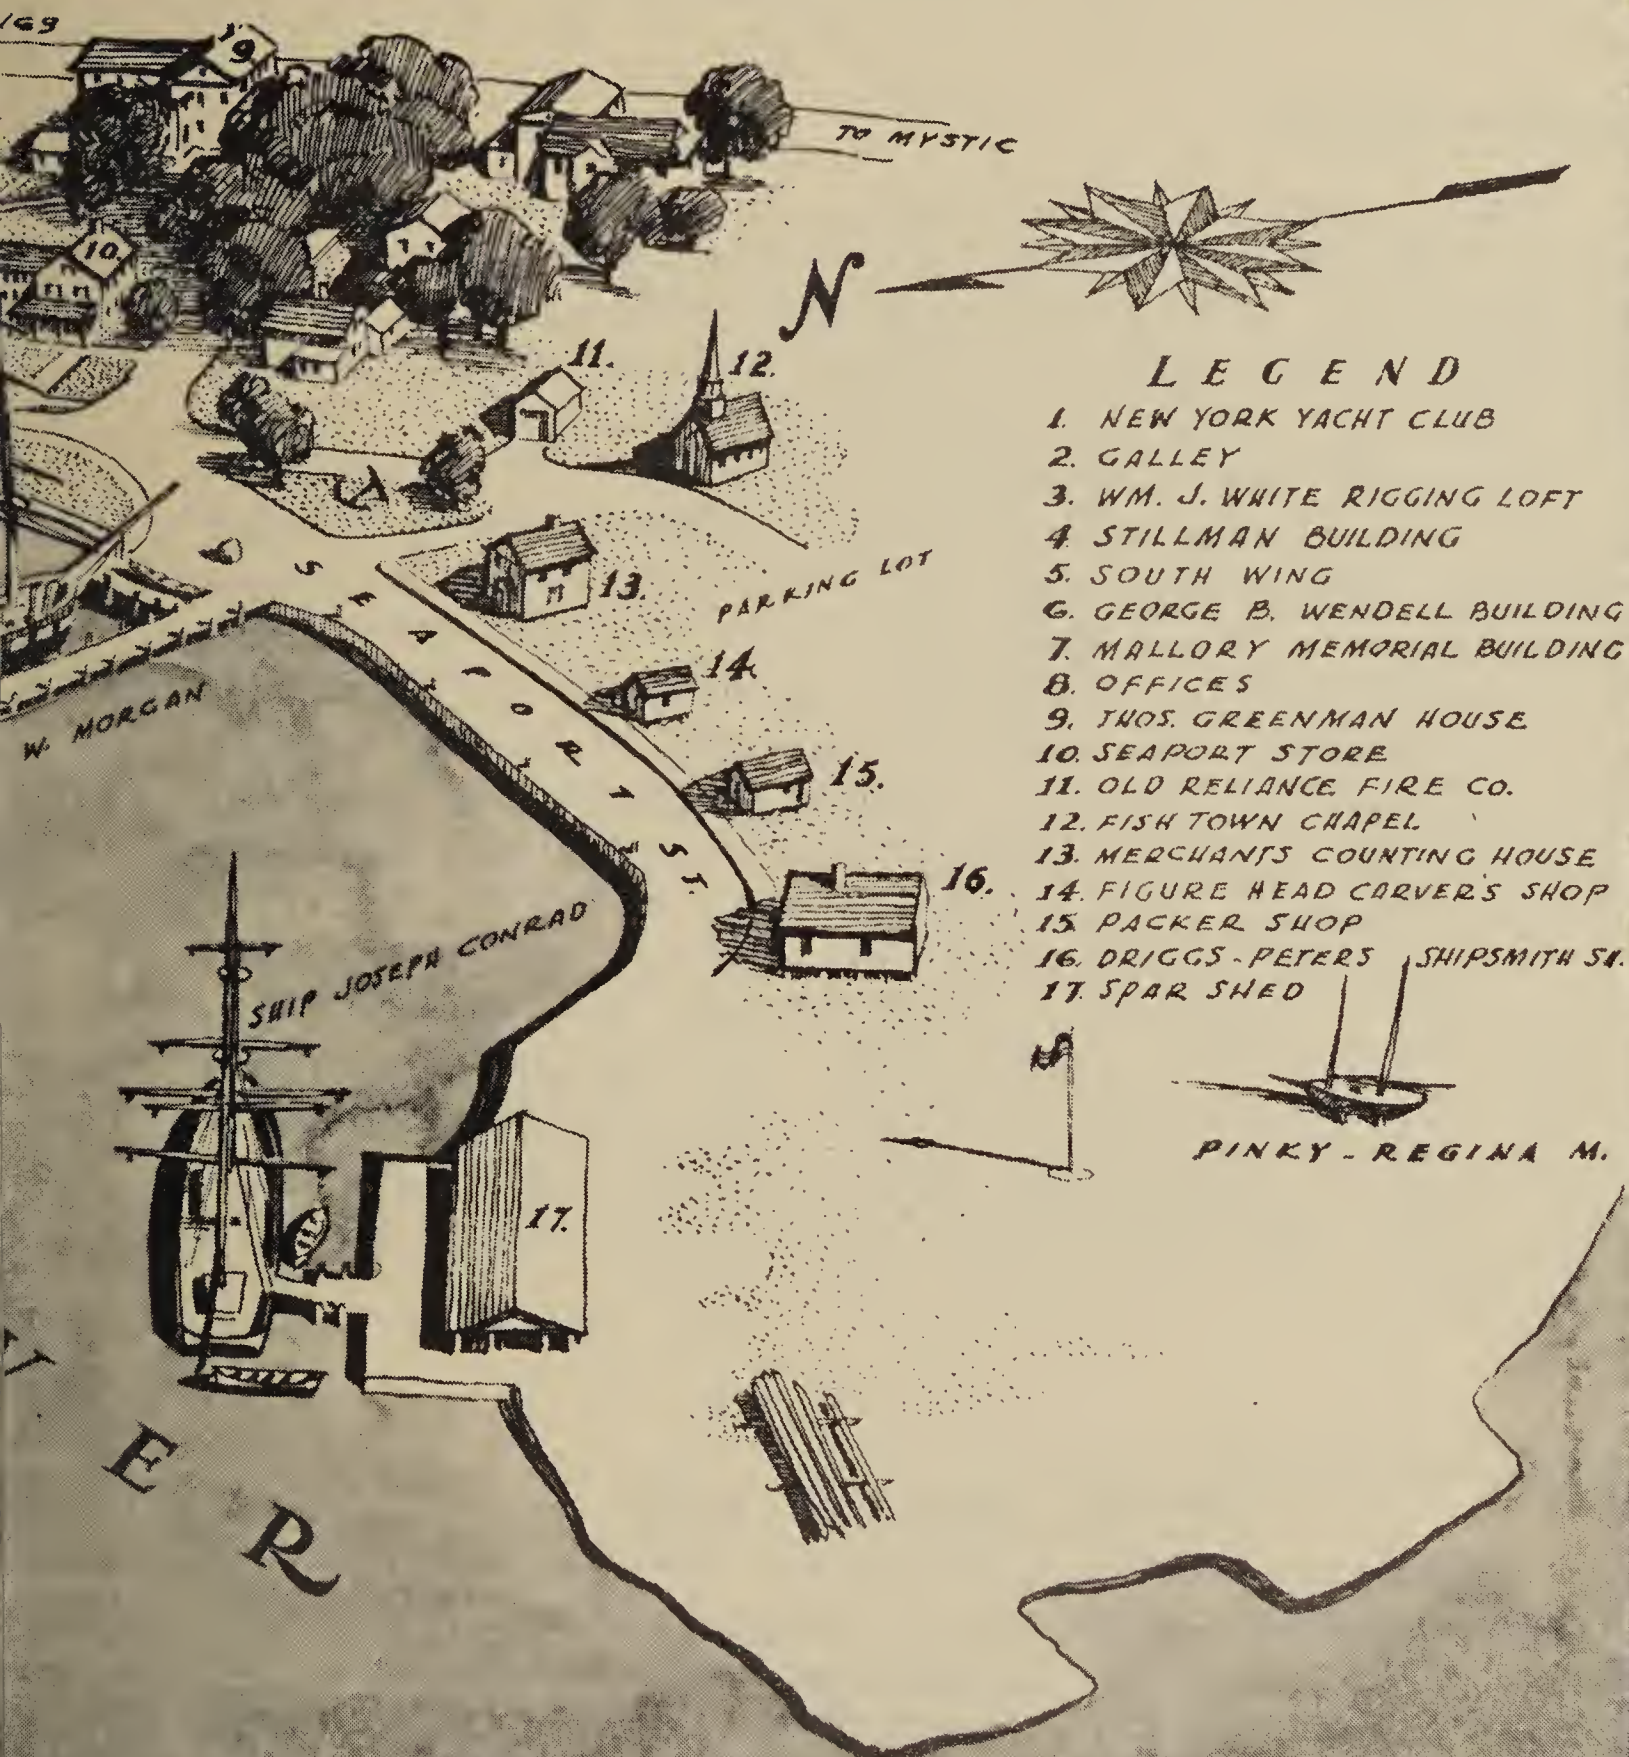 9
TO MYSTIC
10.
N
11.
12.
LEGEND
1. NEW YORK YACHT CLUB
2. GALLEY
3. WM. J. WHITE RIGGING LOFT
4. STILLMAN BUILDING
5. SOUTH WING
6. GEORGE B. WENDELL BUILDING
7. MALLORY MEMORIAL BUILDING
8. OFFICES
9. THOS. GREENMAN HOUSE
10. SEAPORT STORE
11. OLD RELIANCE FIRE CO.
12. FISH TOWN CHAPEL
13. MERCHANTS COUNTING HOUSE
14. FIGURE HEAD CARVER'S SHOP
15. PACKER SHOP
16. DRIGGS-PETERS SHIPSMITH SH.
17. SPAR SHED
13.
PARKING LOT
SEAPORT ST.
14.
W. MORGAN
15.
16.
SHIP JOSEPH CONRAD
PINKY-REGINA M.
17.
ER